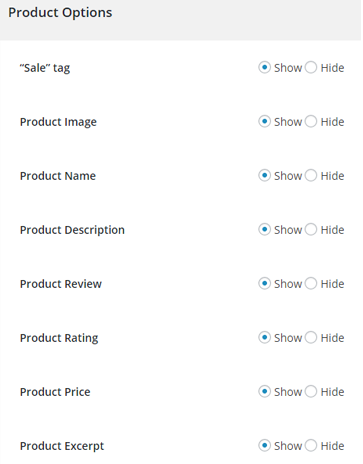 Product Options
“Sale” tag Show Hide
Product Image Show Hide
Product Name Show Hide
Product Description Show Hide
Product Review Show Hide
Product Rating Show Hide
Product Price Show Hide
Product Excerpt Show Hide